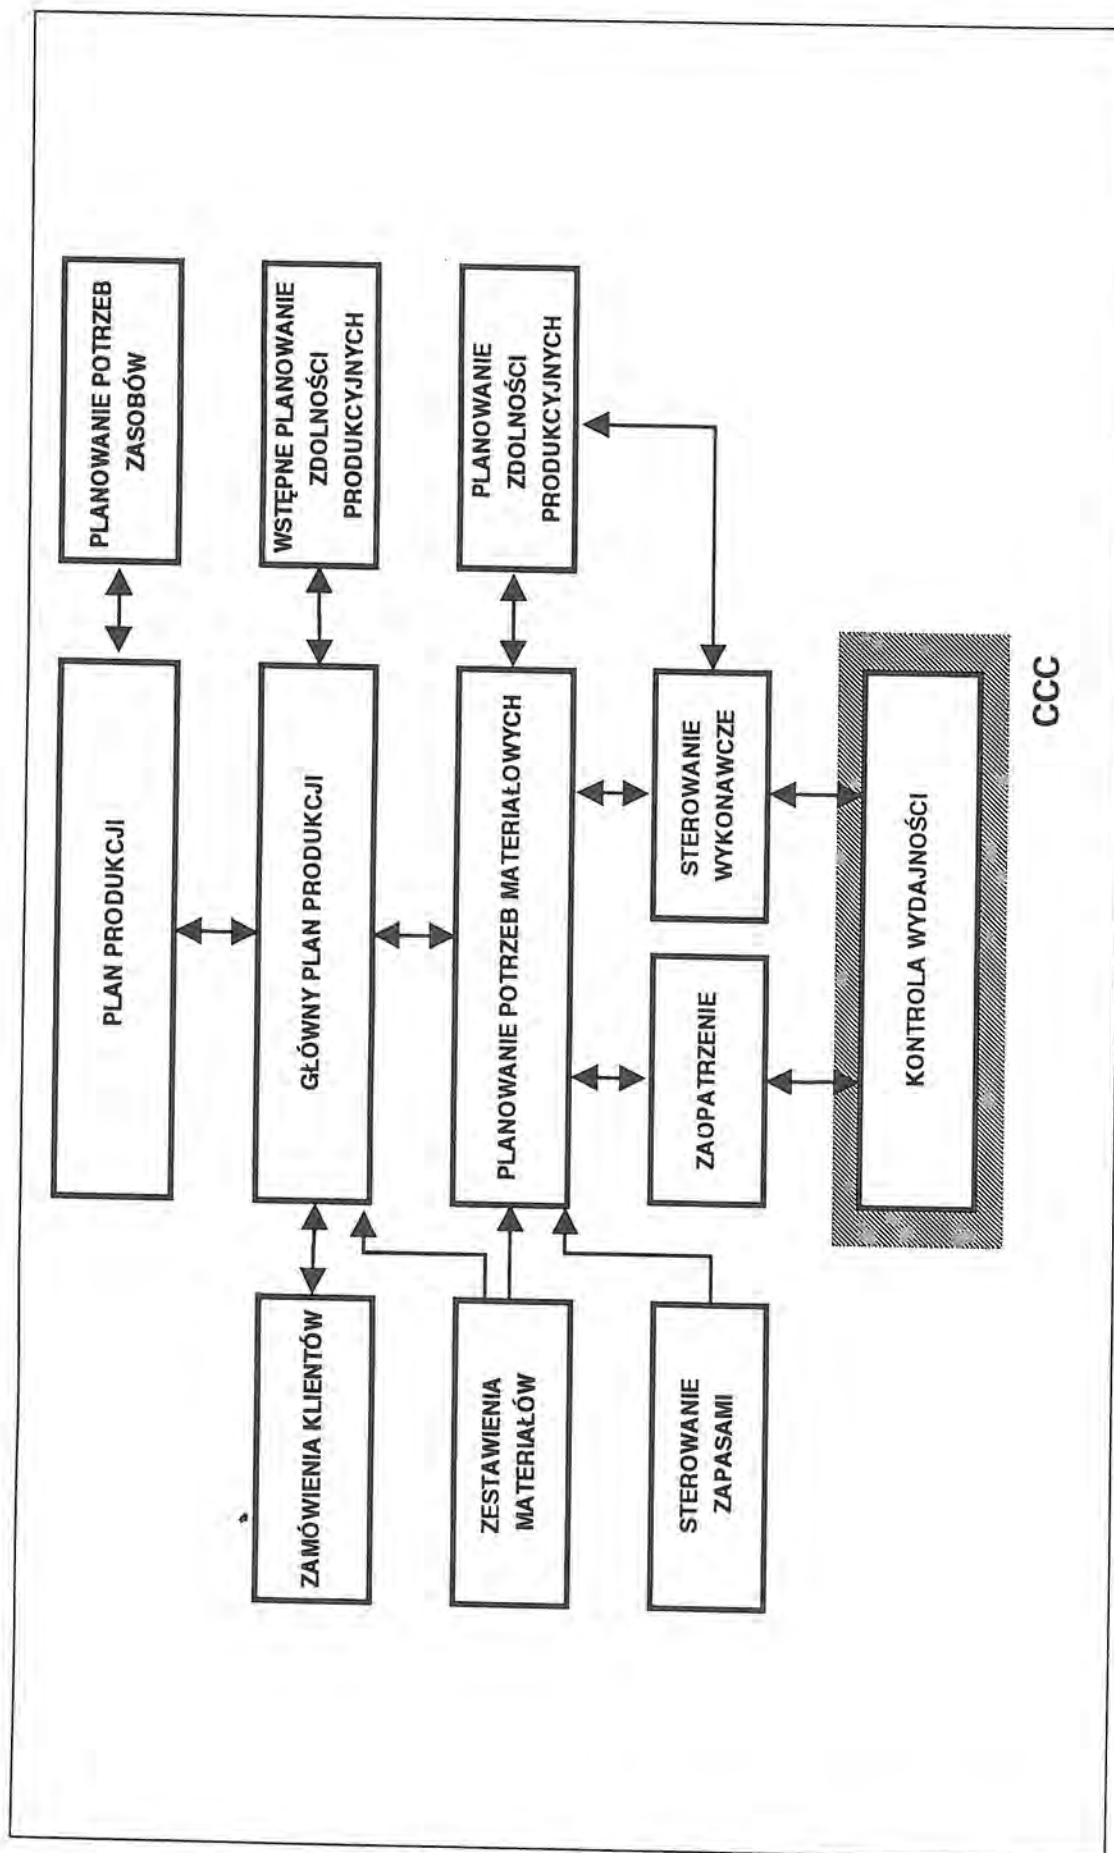 PLAN PRODUKCJI
PLANOWANIE POTRZEB
ZASOBÓW
ZAMÓWIENIA KLIENTÓW
GŁÓWNY PLAN PRODUKCJI
WSTĘPNE PLANOWANIE
ZDOLNOŚCI
PRODUKCYJNYCH
ZESTAWIENIA
MATERIAŁÓW
PLANOWANIE POTRZEB MATERIAŁOWYCH
PLANOWANIE
ZDOLNOŚCI
PRODUKCYJNYCH
STEROWANIE
ZAPASAMI
ZAOPATRZENIE
STEROWANIE
WYKONAWCZE
KONTROLA WYDAJNOŚCI
CCC